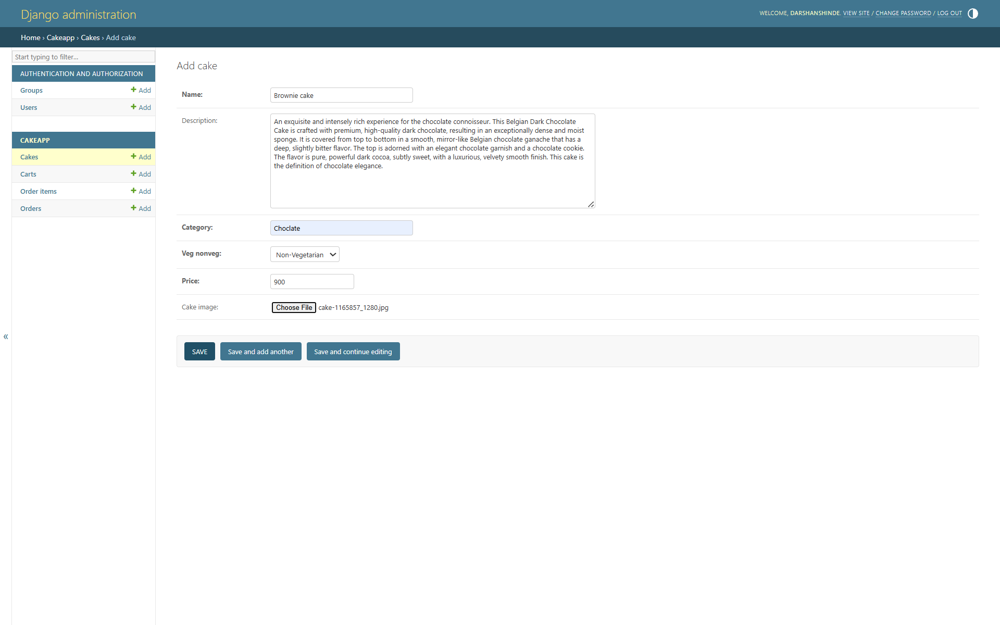 Django administration
WELCOME, DARSHANSHINDE. VIEW SITE / CHANGE PASSWORD / LOG OUT
Home › Cakeapp › Cakes › Add cake
Start typing to filter...
AUTHENTICATION AND AUTHORIZATION
Groups Add
Users Add
CAKEAPP
Cakes Add
Carts Add
Order items Add
Orders Add
«
Add cake
Name: Brownie cake
Description:
An exquisite and intensely rich experience for the chocolate connoisseur. This Belgian Dark Chocolate
Cake is crafted with premium, high-quality dark chocolate, resulting in an exceptionally dense and moist
sponge. It is covered from top to bottom in a smooth, mirror-like Belgian chocolate ganache that has a
deep, slightly bitter flavor. The top is adorned with an elegant chocolate garnish and a chocolate cookie.
The flavor is pure, powerful dark cocoa, subtly sweet, with a luxurious, velvety smooth finish. This cake is
the definition of chocolate elegance.
Category: Choclate
Veg nonveg: Non-Vegetarian
Price: 900
Cake image: Choose File cake-1165857_1280.jpg
SAVE Save and add another Save and continue editing